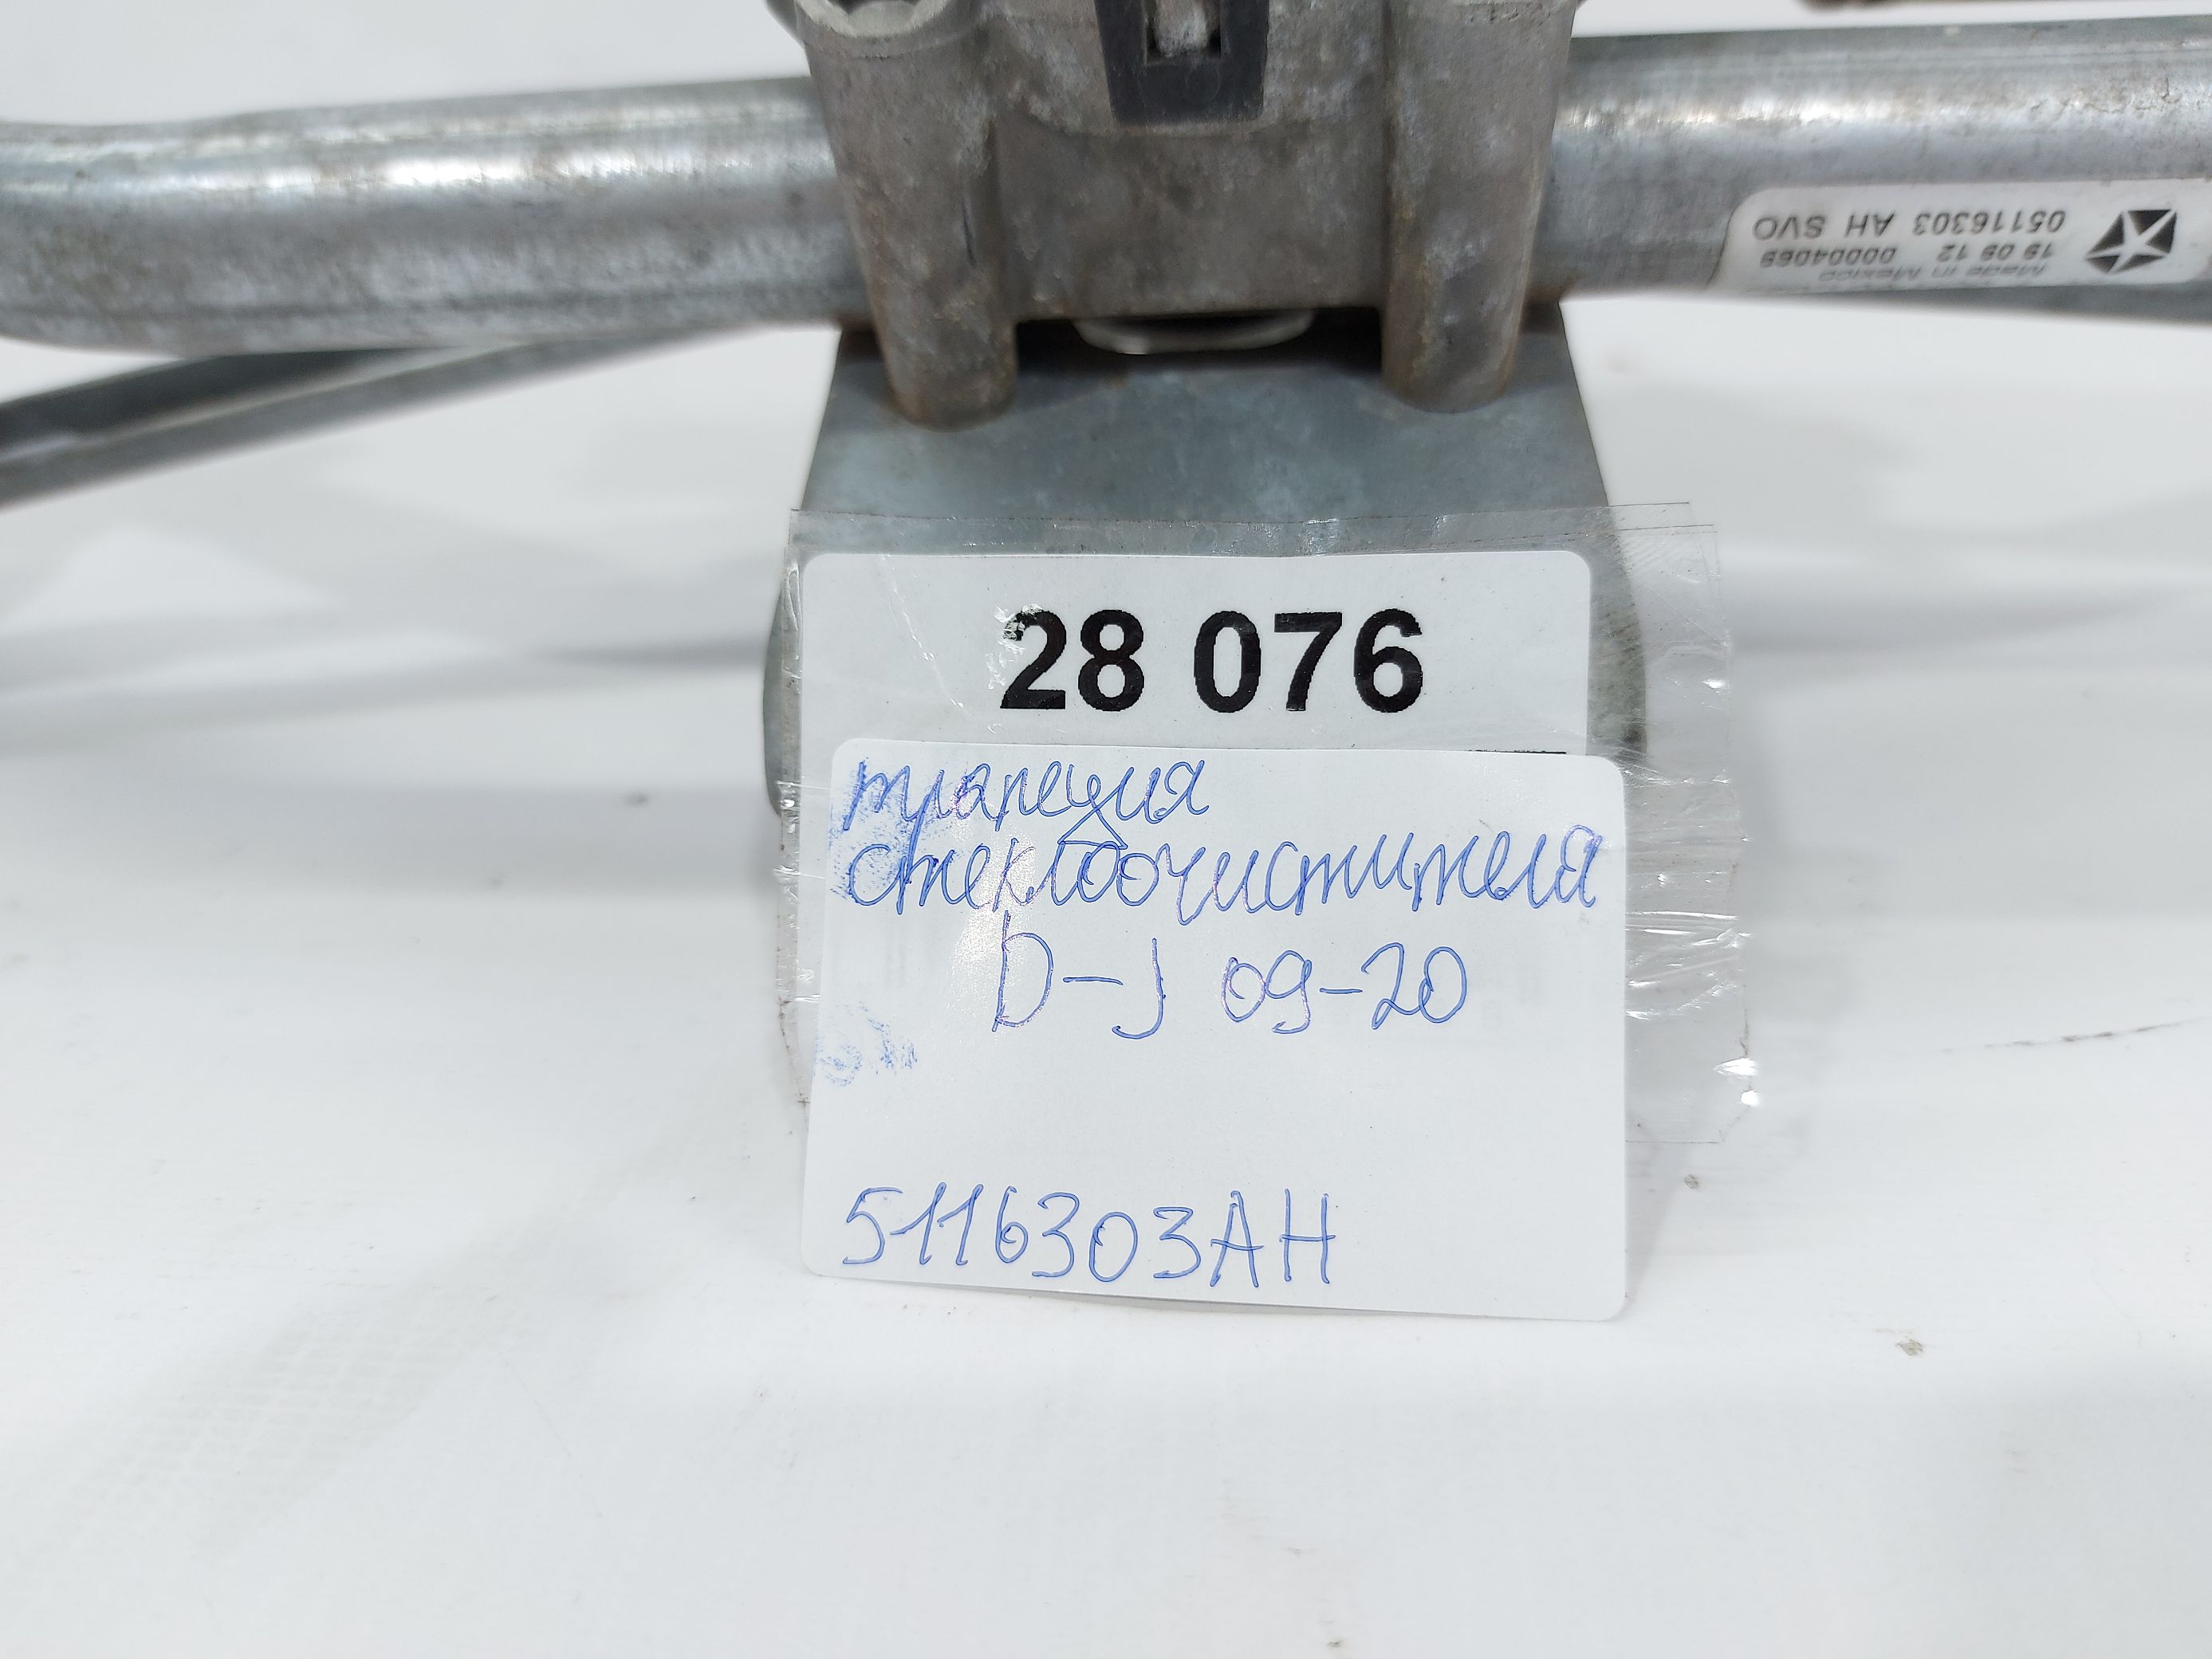 05116303 AH SVO
19 09 12 00004069
Made in Mexico
28 076
трапеция
стеклоочистителя
D-J 09-20
5116303AH